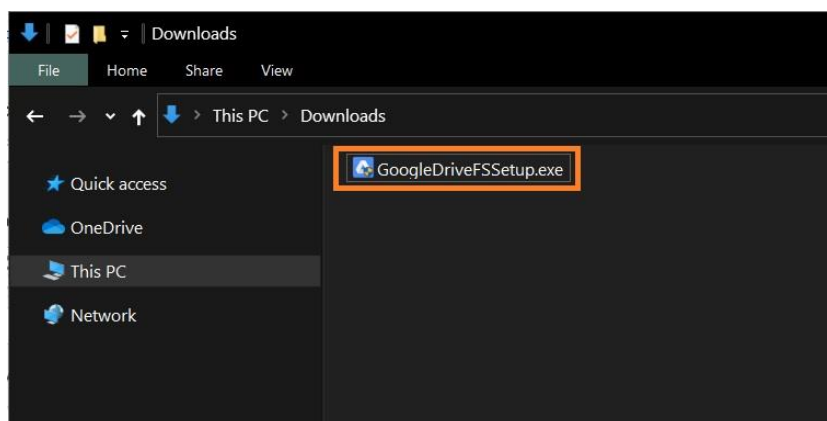 Downloads
File Home Share View
This PC > Downloads
GoogleDriveFSSetup.exe
Quick access
OneDrive
This PC
Network